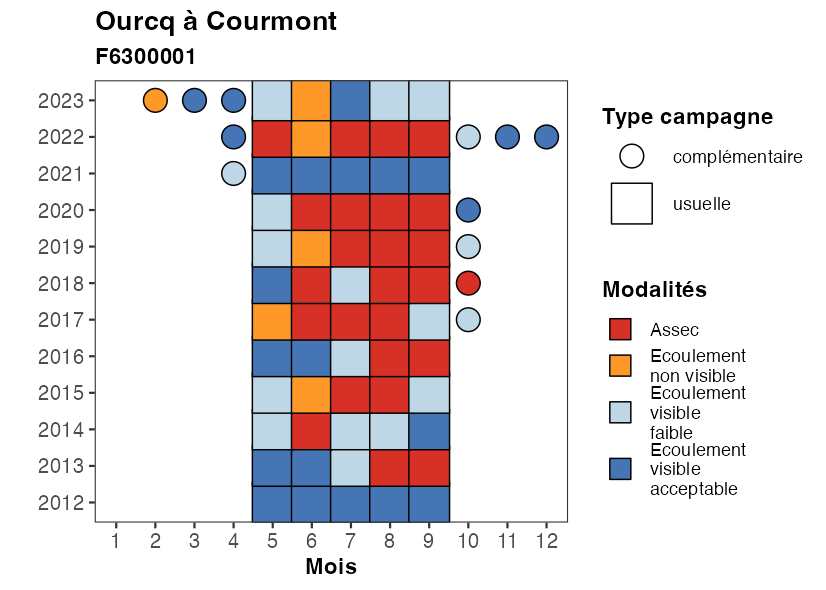 Ourcq à Courmont
F6300001
2023
2022
2021
2020
2019
2018
2017
2016
2015
2014
2013
2012
1 2 3 4 5 6 7 8 9 10 11 12
Mois
Type campagne
complémentaire
usuelle
Modalités
Assec
Ecoulement
non visible
Ecoulement
visible
faible
Ecoulement
visible
acceptable